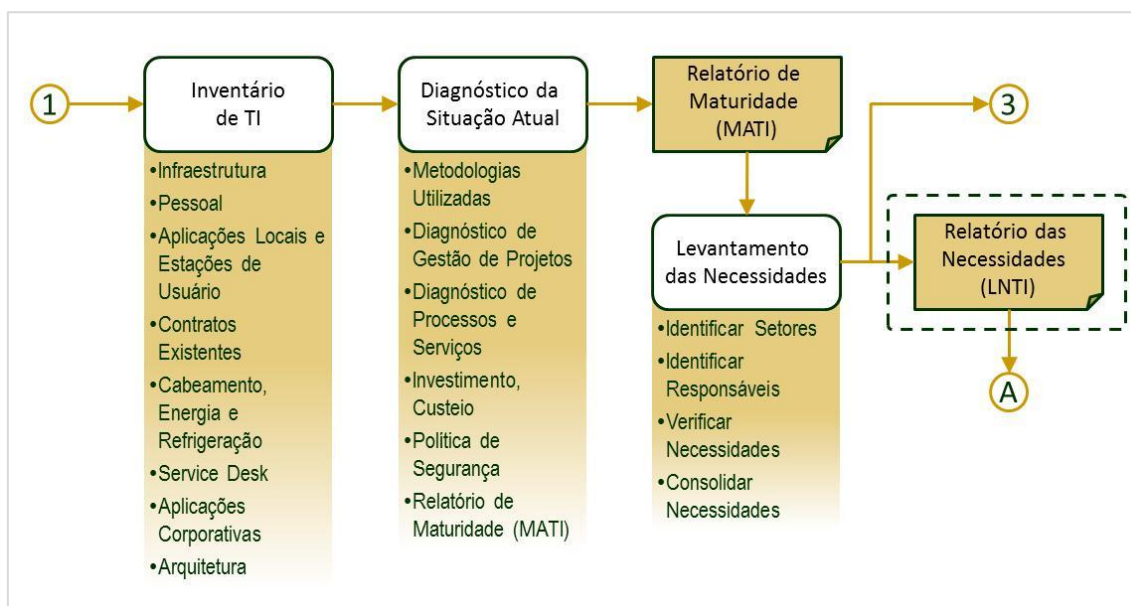 1
Inventário
de TI
•Infraestrutura
•Pessoal
•Aplicações Locais e
Estações de
Usuário
•Contratos
Existentes
•Cabeamento,
Energia e
Refrigeração
•Service Desk
•Aplicações
Corporativas
•Arquitetura
Diagnóstico da
Situação Atual
•Metodologias
Utilizadas
•Diagnóstico de
Gestão de Projetos
•Diagnóstico de
Processos e
Serviços
•Investimento,
Custeio
•Política de
Segurança
•Relatório de
Maturidade (MATI)
Relatório de
Maturidade
(MATI)
Levantamento
das Necessidades
•Identificar Setores
•Identificar
Responsáveis
•Verificar
Necessidades
•Consolidar
Necessidades
3
Relatório das
Necessidades
(LNTI)
A